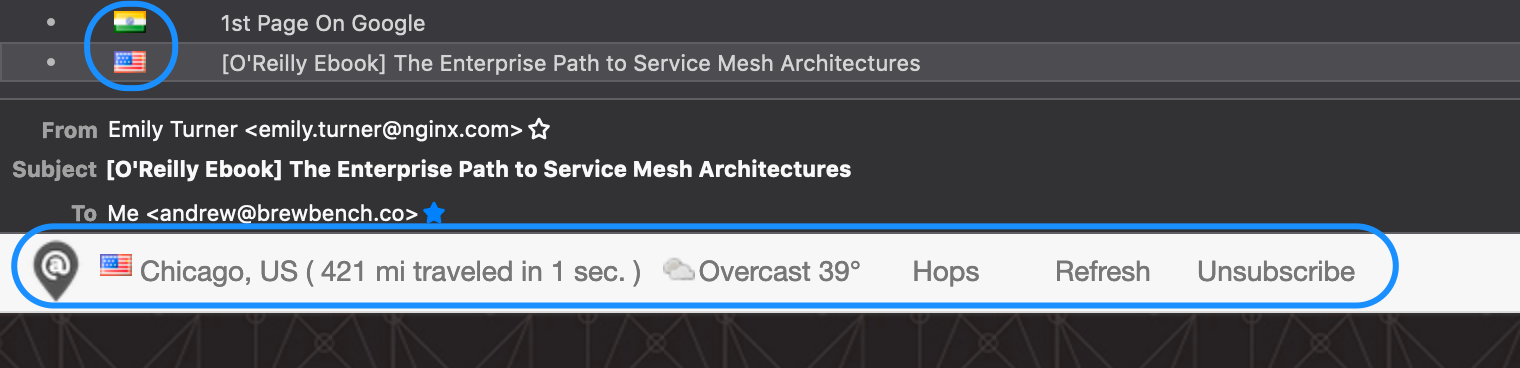 1st Page On Google
[O'Reilly Ebook] The Enterprise Path to Service Mesh Architectures
From Emily Turner <emily.turner@nginx.com>
Subject [O'Reilly Ebook] The Enterprise Path to Service Mesh Architectures
To Me <andrew@brewbench.co>
@ Chicago, US ( 421 mi traveled in 1 sec. ) Overcast 39° Hops Refresh Unsubscribe